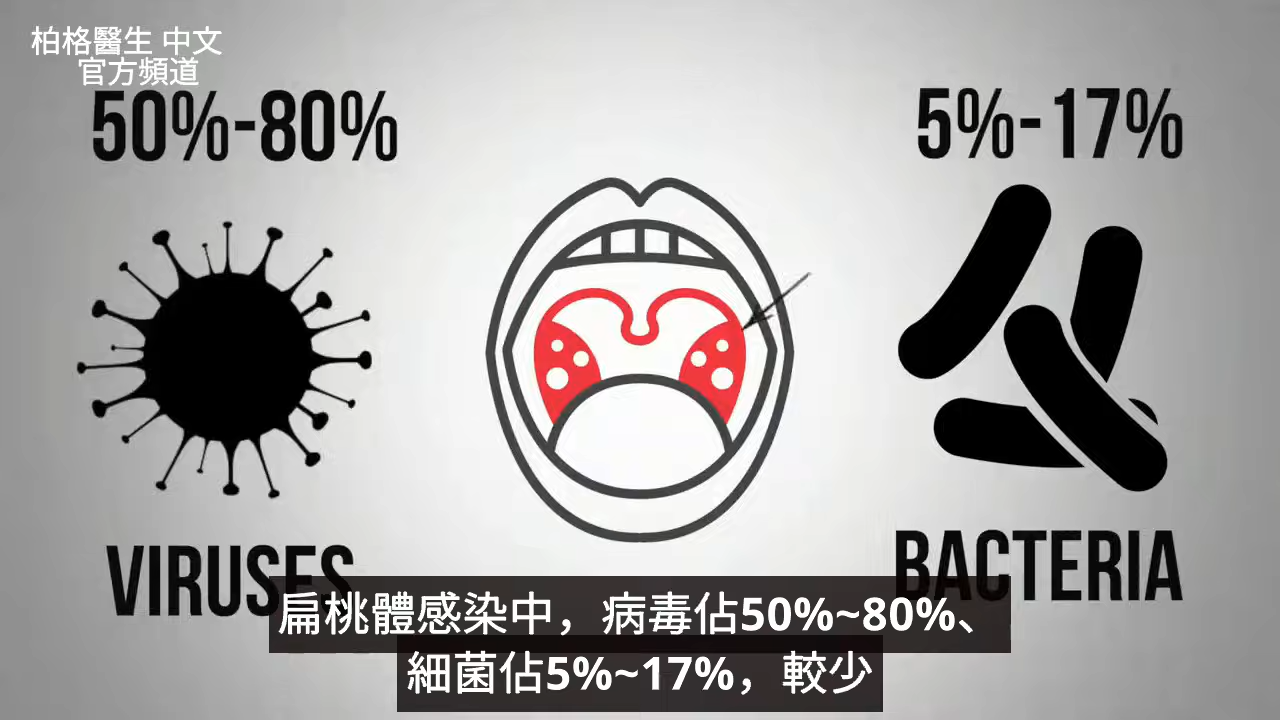 柏格醫生 中文
官方頻道
50%-80%
5%-17%
VIRUSES
BACTERIA
扁桃體感染中，病毒佔50%~80%、
細菌佔5%~17%，較少